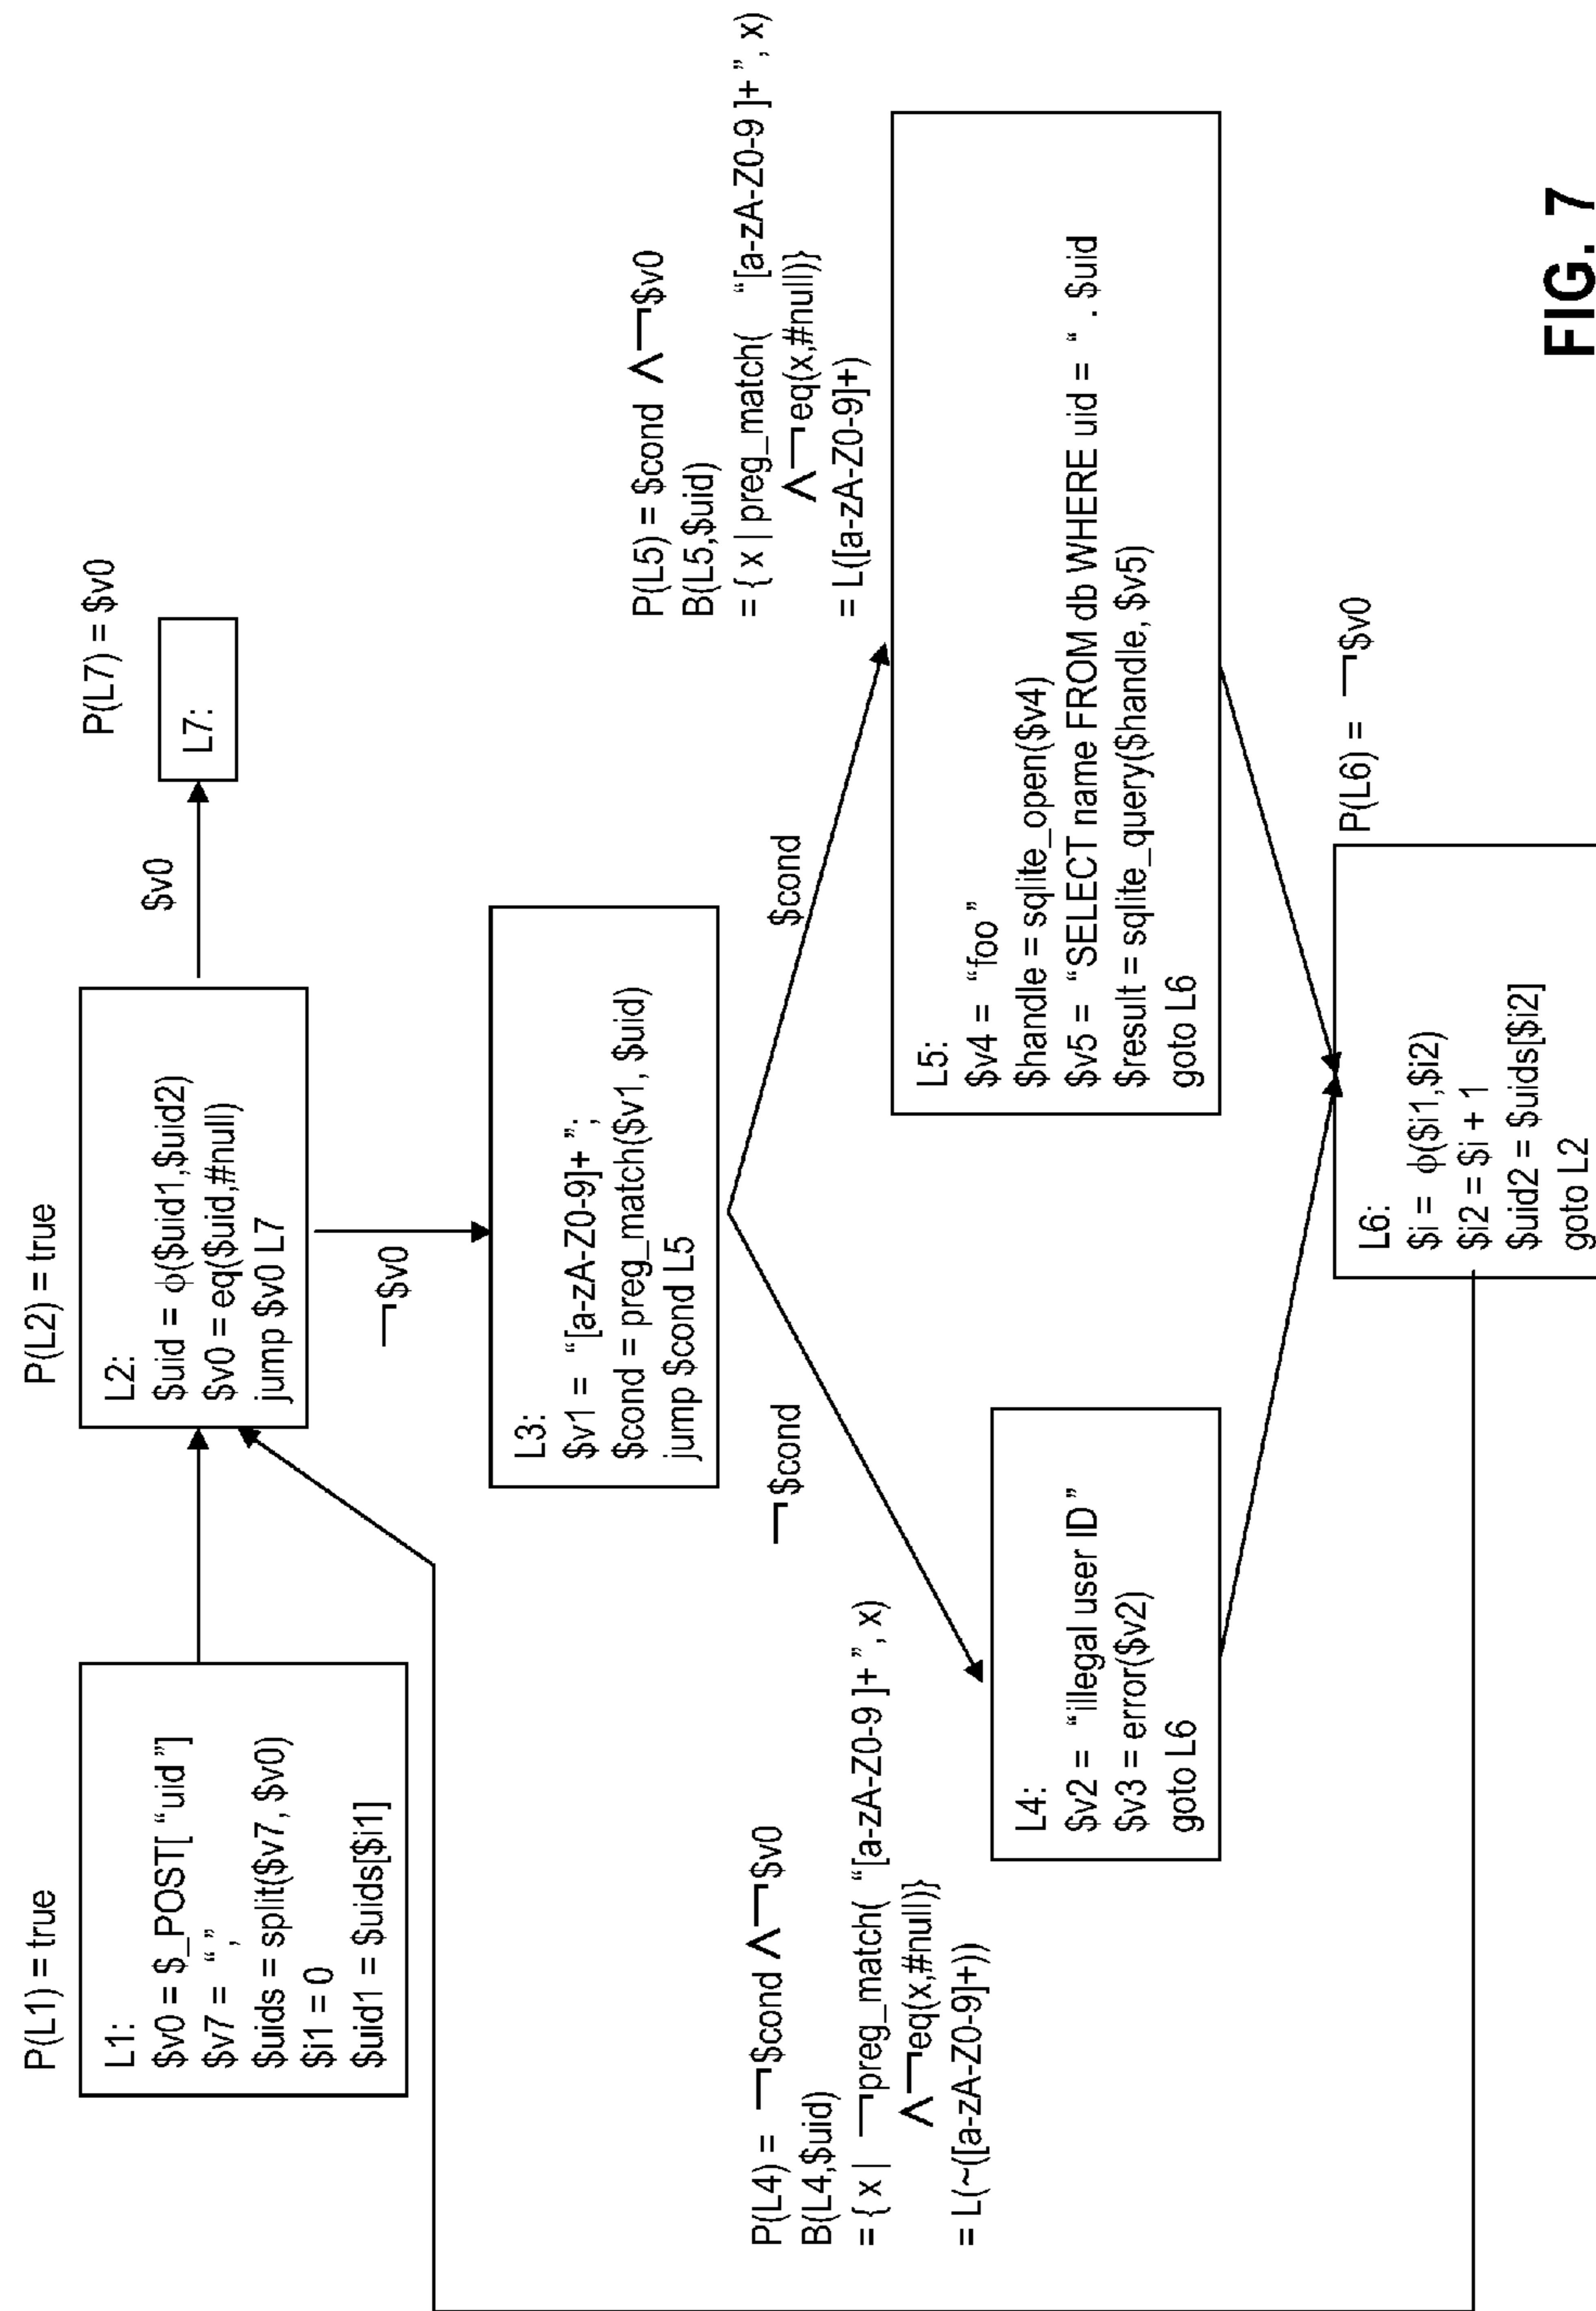 P(L1) = true
L1:
$v0 = $_POST[ “uid”]
$v7 = “,”
$uids = split($v7, $v0)
$i1 = 0
$uid1 = $uids[$i1]
P(L2) = true
L2:
$uid = ϕ($uid1,$uid2)
$v0 = eq($uid,#null)
jump $v0 L7
$v0
P(L7) = $v0
L7:
¬$v0
L3:
$v1 = “[a-zA-Z0-9]+ ”;
$cond = preg_match($v1, $uid)
jump $cond L5
¬$cond
$cond
P(L4) = ¬$cond ∧¬$v0
B(L4,$uid)
= { x | ¬preg_match( “[a-zA-Z0-9 ]+ ” , x)
∧¬eq(x,#null)}
= L(~([a-zA-Z0-9]+))
P(L5) = $cond ∧¬$v0
B(L5,$uid)
= { x | preg_match( “[a-zA-Z0-9 ]+ ” , x)
∧¬eq(x,#null)}
= L([a-zA-Z0-9]+)
L4:
$v2 = “illegal user ID”
$v3 = error($v2)
goto L6
L5:
$v4 = “foo”
$handle = sqlite_open($v4)
$v5 = “SELECT name FROM db WHERE uid = “ . $uid
$result = sqlite_query($handle, $v5)
goto L6
P(L6) = ¬$v0
L6:
$i = ϕ($i1,$i2)
$i2 = $i + 1
$uid2 = $uids[$i2]
goto L2
FIG. 7